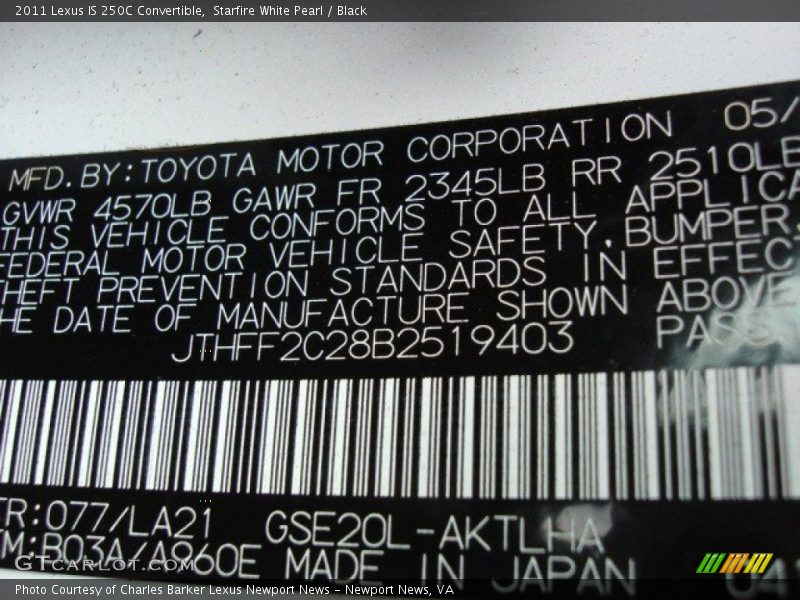 2011 Lexus IS 250C Convertible, Starfire White Pearl / Black
MFD.BY:TOYOTA MOTOR CORPORATION 05/
GVWR 4570LB GAWR FR 2345LB RR 2510LB
THIS VEHICLE CONFORMS TO ALL APPLICA
FEDERAL MOTOR VEHICLE SAFETY,BUMPER,
THEFT PREVENTION STANDARDS IN EFFECT
HE DATE OF MANUFACTURE SHOWN ABOVE
JTHFF2C28B2519403 PASS
TR:077/LA21 GSE20L-AKTLHA
TM:B03A/A960E MADE IN JAPAN 04
GTcarlot.com
Photo Courtesy of Charles Barker Lexus Newport News – Newport News, VA